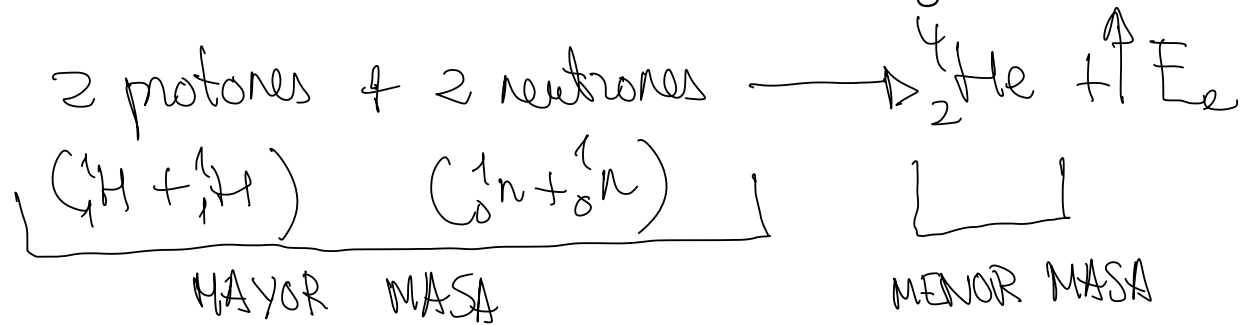 2 protones + 2 neutrones → ⁴₂He + ↑ Eₑ
(¹₁H + ¹₁H) (¹₀n + ¹₀n)
MAYOR MASA MENOR MASA